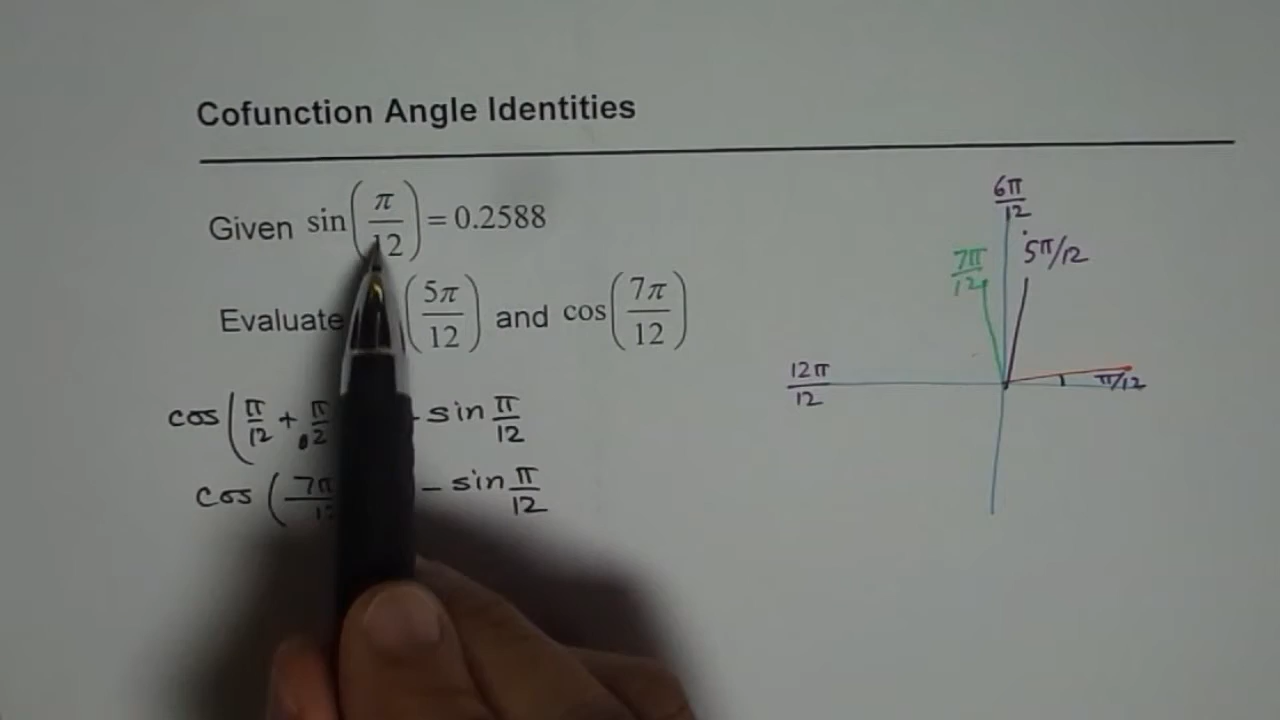 Cofunction Angle Identities
Given sin(π/12) = 0.2588
Evaluate (5π/12) and cos(7π/12)
cos(π/12 + π/2 - sin π/12
cos(7π/12 - sin π/12
6π/12
7π/12
5π/12
12π/12
π/12